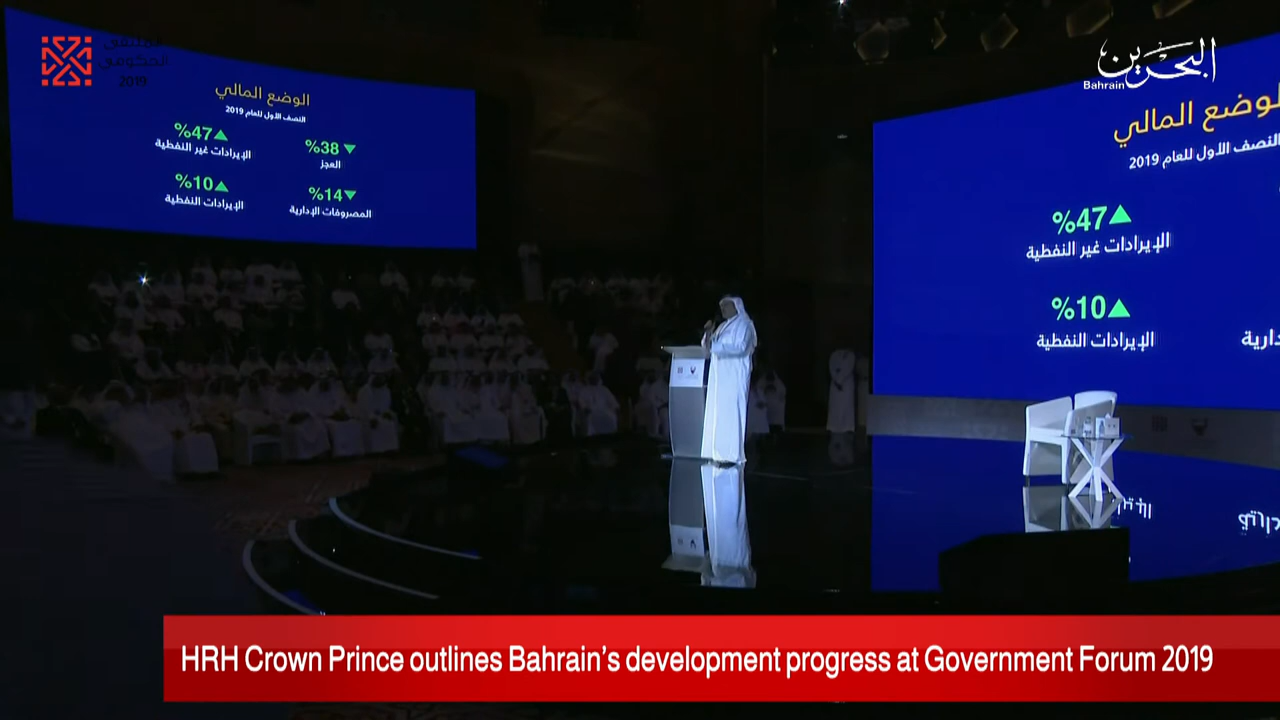 الملتقى
الحكومي
2019
البحرين
Bahrain
الوضع المالي
النصف الأول للعام 2019
%47
الإيرادات غير النفطية
%38
العجز
%10
الإيرادات النفطية
%14
المصروفات الإدارية
الوضع المالي
النصف الأول للعام 2019
%47
الإيرادات غير النفطية
%10
الإيرادات النفطية
HRH Crown Prince outlines Bahrain's development progress at Government Forum 2019